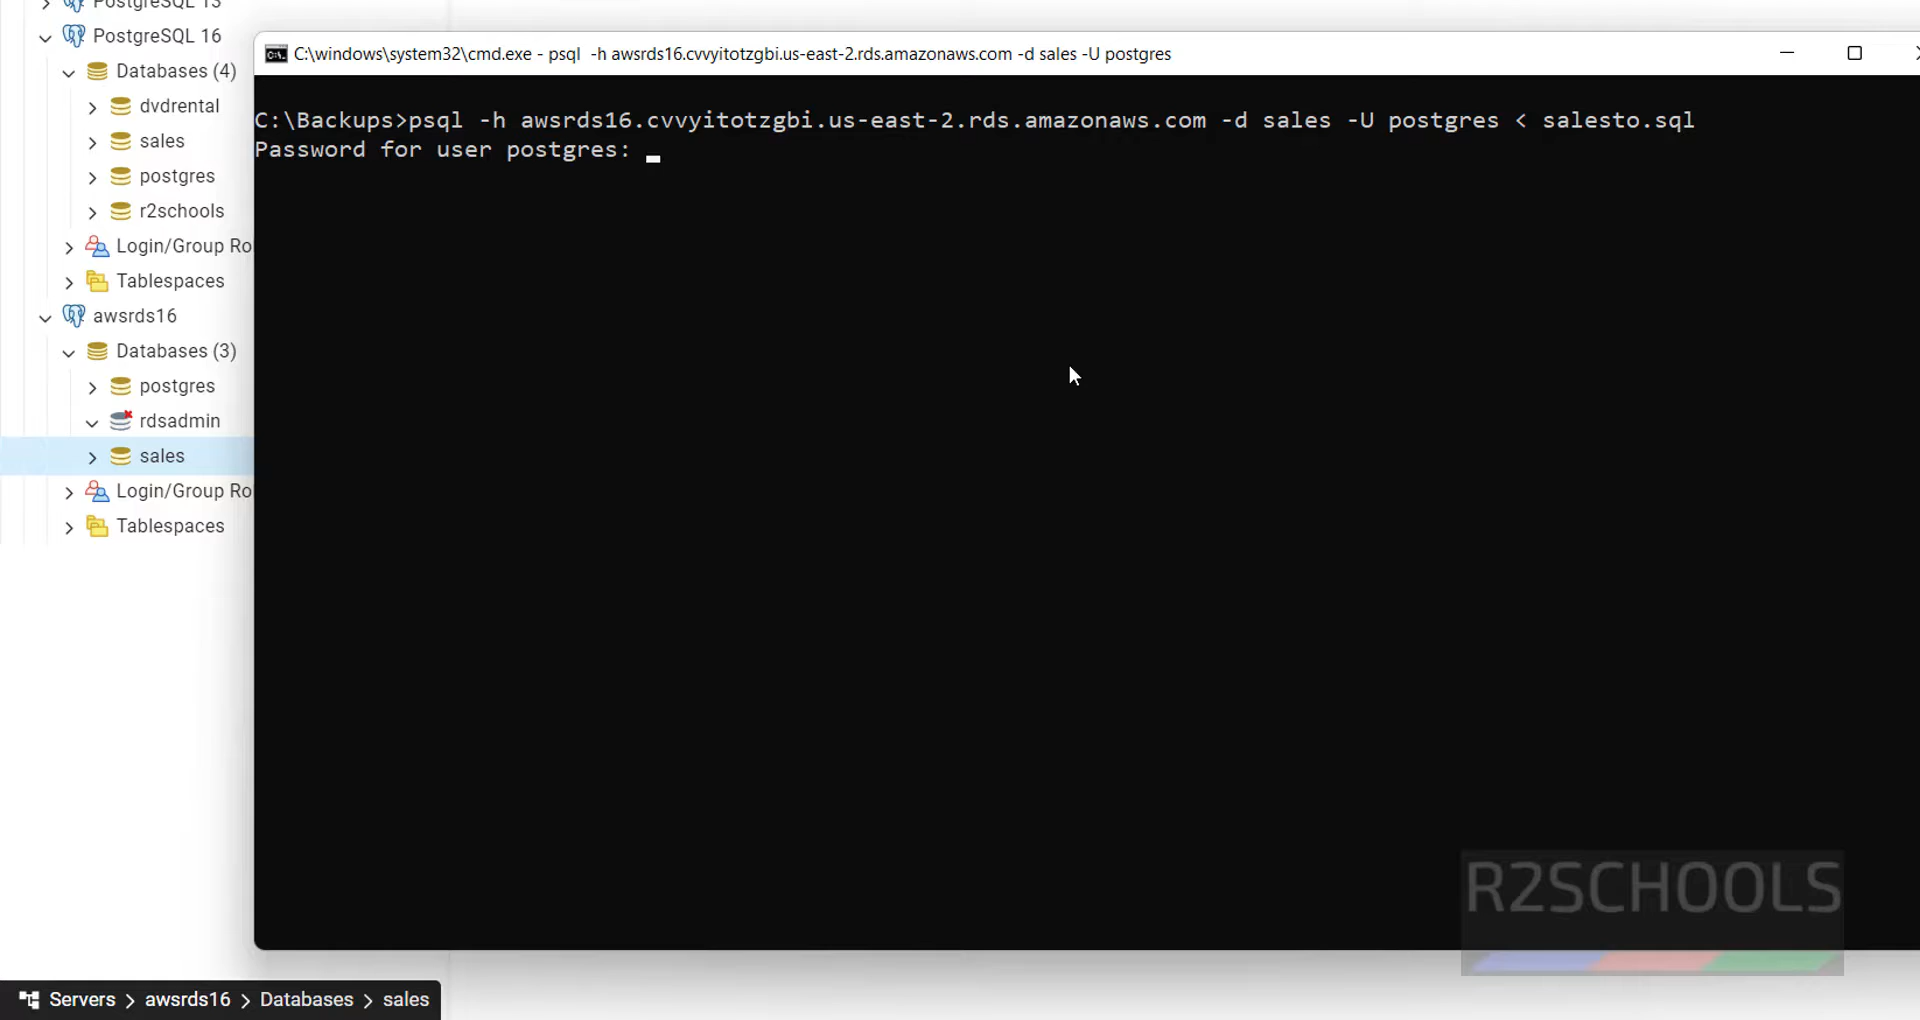 PostgreSQL 13
PostgreSQL 16
Databases (4)
dvdrental
sales
postgres
r2schools
Login/Group Ro
Tablespaces
awsrds16
Databases (3)
postgres
rdsadmin
sales
Login/Group Ro
Tablespaces
C:\windows\system32\cmd.exe - psql -h awsrds16.cvvyitotzgbi.us-east-2.rds.amazonaws.com -d sales -U postgres
C:\Backups>psql -h awsrds16.cvvyitotzgbi.us-east-2.rds.amazonaws.com -d sales -U postgres < salesto.sql
Password for user postgres:
R2SCHOOLS
Servers > awsrds16 > Databases > sales